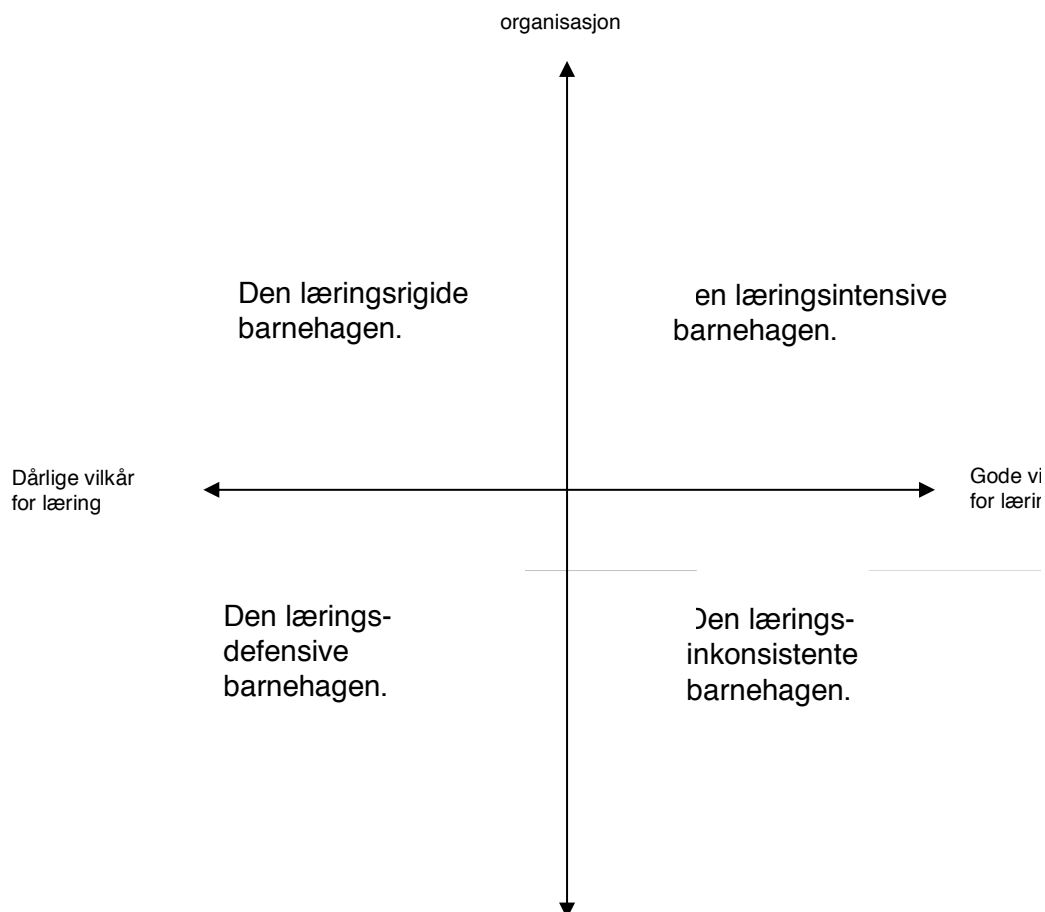 organisasjon
Den læringsrigide
barnehagen.
en læringsintensive
barnehagen.
Dårlige vilkår
for læring
Gode vi
for lærin
Den lærings-
defensive
barnehagen.
Den lærings-
inkonsistente
barnehagen.